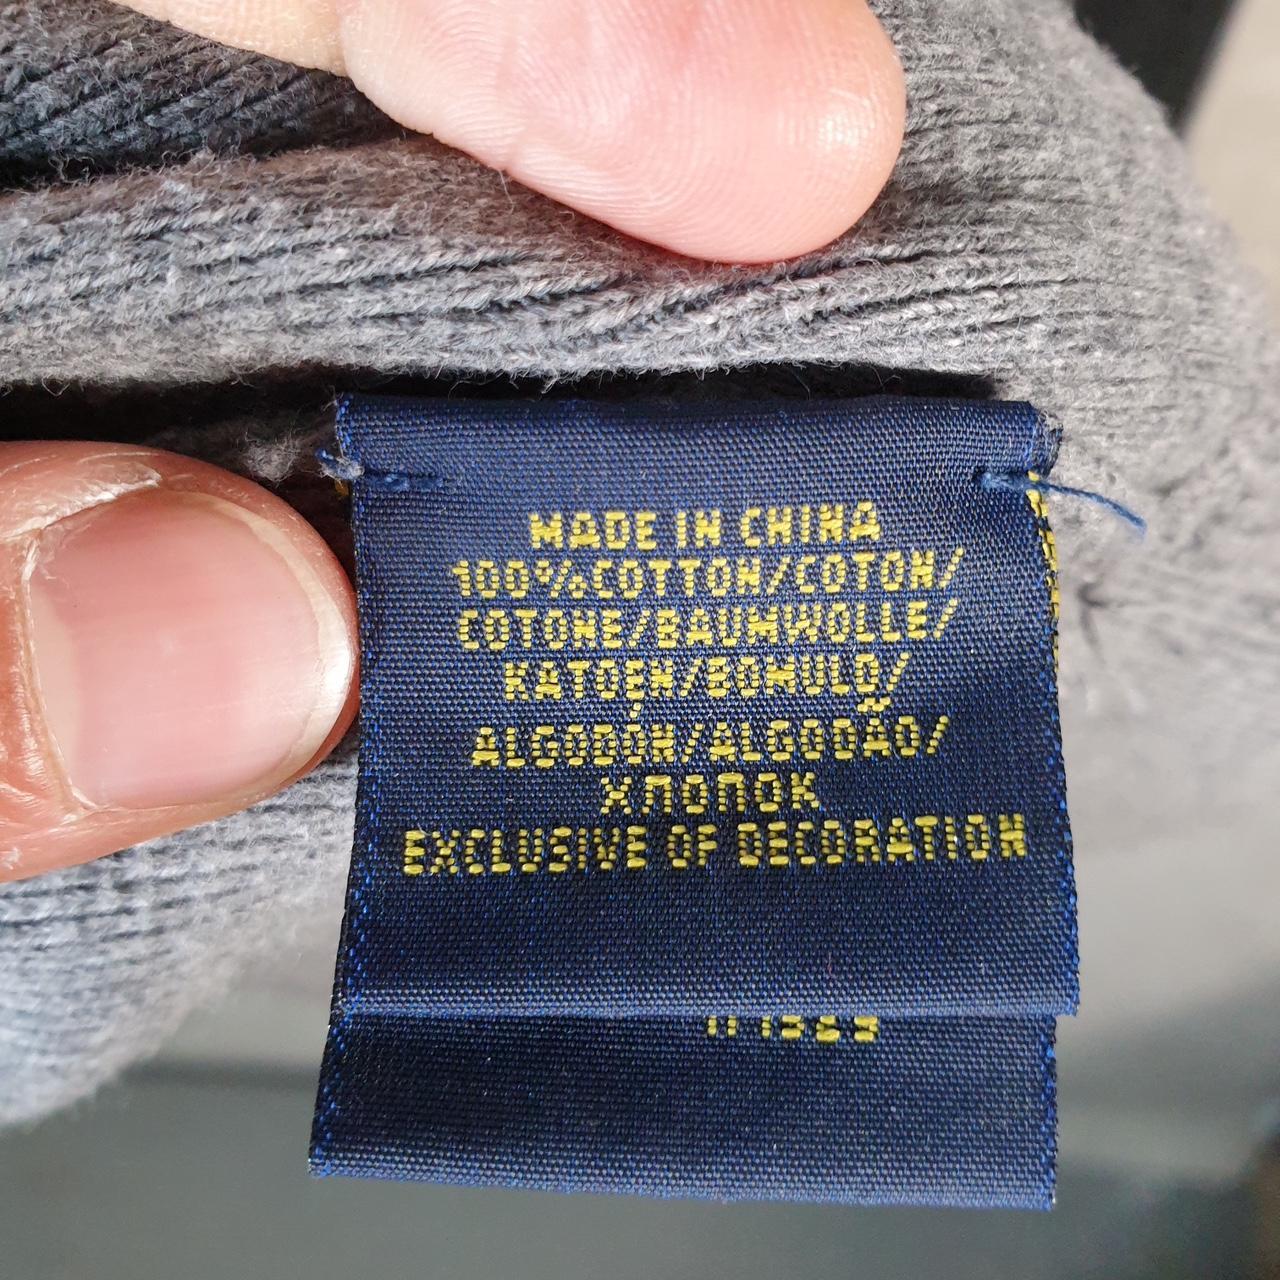 MADE IN CHINA
100%COTTON/COTON/
COTONE/BAUMWOLLE/
KATOEN/BOMULD/
ALGODÓN/ALGODÃO/
ХЛОПОК
EXCLUSIVE OF DECORATION